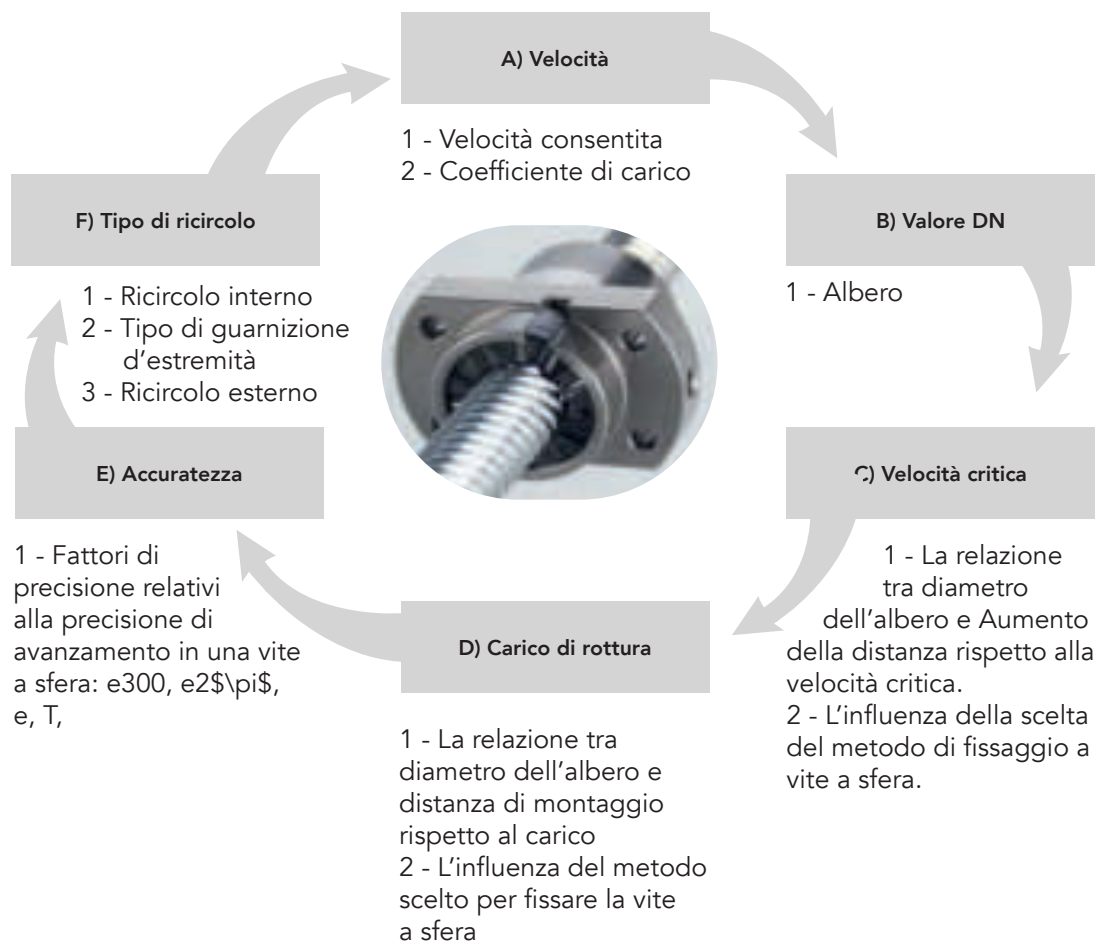 A) Velocità
1 - Velocità consentita
2 - Coefficiente di carico
B) Valore DN
1 - Albero
C) Velocità critica
1 - La relazione
tra diametro
dell'albero e Aumento
della distanza rispetto alla
velocità critica.
2 - L'influenza della scelta
del metodo di fissaggio a
vite a sfera.
D) Carico di rottura
1 - La relazione tra
diametro dell'albero e
distanza di montaggio
rispetto al carico
2 - L'influenza del metodo
scelto per fissare la vite
a sfera
E) Accuratezza
1 - Fattori di
precisione relativi
alla precisione di
avanzamento in una vite
a sfera: e300, e2$\pi$,
e, T,
F) Tipo di ricircolo
1 - Ricircolo interno
2 - Tipo di guarnizione
d'estremità
3 - Ricircolo esterno